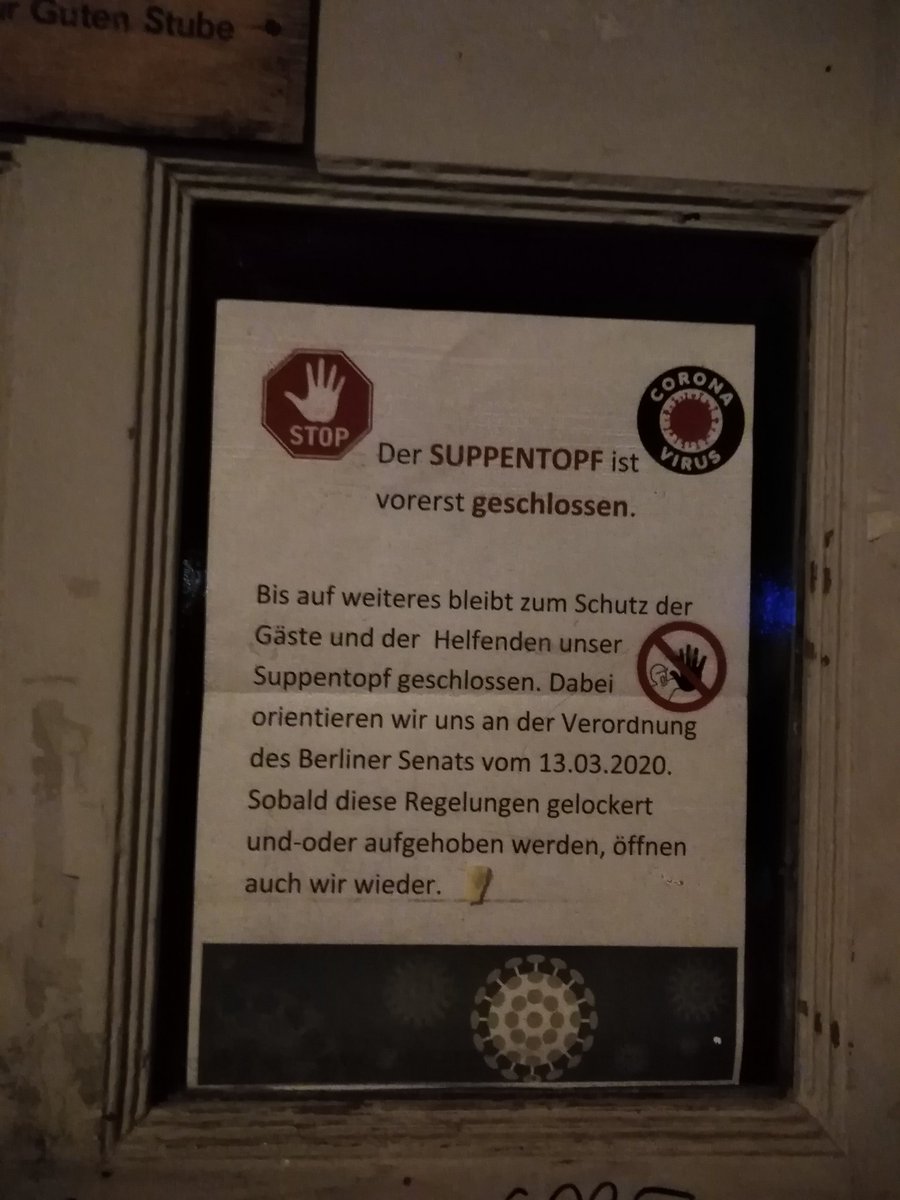 Guten Stube
STOP
CORONA
VIRUS
Der SUPPENTOPF ist
vorerst geschlossen.
Bis auf weiteres bleibt zum Schutz der
Gäste und der Helfenden unser
Suppentopf geschlossen. Dabei
orientieren wir uns an der Verordnung
des Berliner Senats vom 13.03.2020.
Sobald diese Regelungen gelockert
und-oder aufgehoben werden, öffnen
auch wir wieder.